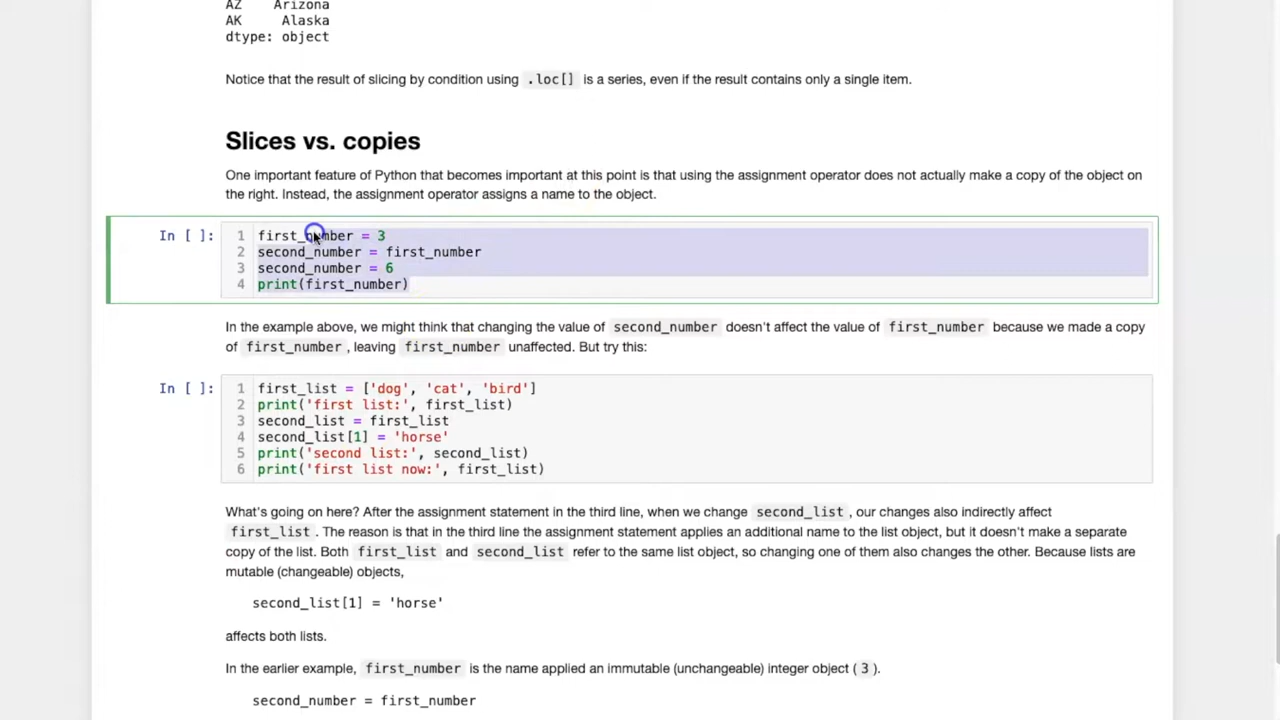 AZ Arizona
AK Alaska
dtype: object
Notice that the result of slicing by condition using .loc[] is a series, even if the result contains only a single item.
Slices vs. copies
One important feature of Python that becomes important at this point is that using the assignment operator does not actually make a copy of the object on
the right. Instead, the assignment operator assigns a name to the object.
In [ ]: 1 first_number = 3
2 second_number = first_number
3 second_number = 6
4 print(first_number)
In the example above, we might think that changing the value of second_number doesn't affect the value of first_number because we made a copy
of first_number , leaving first_number unaffected. But try this:
In [ ]: 1 first_list = ['dog', 'cat', 'bird']
2 print('first list:', first_list)
3 second_list = first_list
4 second_list[1] = 'horse'
5 print('second list:', second_list)
6 print('first list now:', first_list)
What's going on here? After the assignment statement in the third line, when we change second_list , our changes also indirectly affect
first_list . The reason is that in the third line the assignment statement applies an additional name to the list object, but it doesn't make a separate
copy of the list. Both first_list and second_list refer to the same list object, so changing one of them also changes the other. Because lists are
mutable (changeable) objects,
second_list[1] = 'horse'
affects both lists.
In the earlier example, first_number is the name applied an immutable (unchangeable) integer object ( 3 ).
second_number = first_number